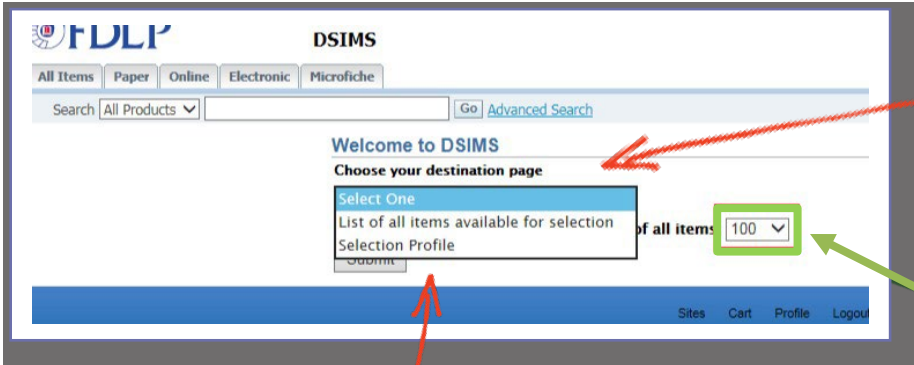 FDLP
DSIMS
All Items Paper Online Electronic Microfiche
Search All Products Go Advanced Search
Welcome to DSIMS
Choose your destination page
Select One
List of all items available for selection
of all items 100
Selection Profile
Submit
Sites Cart Profile Logout